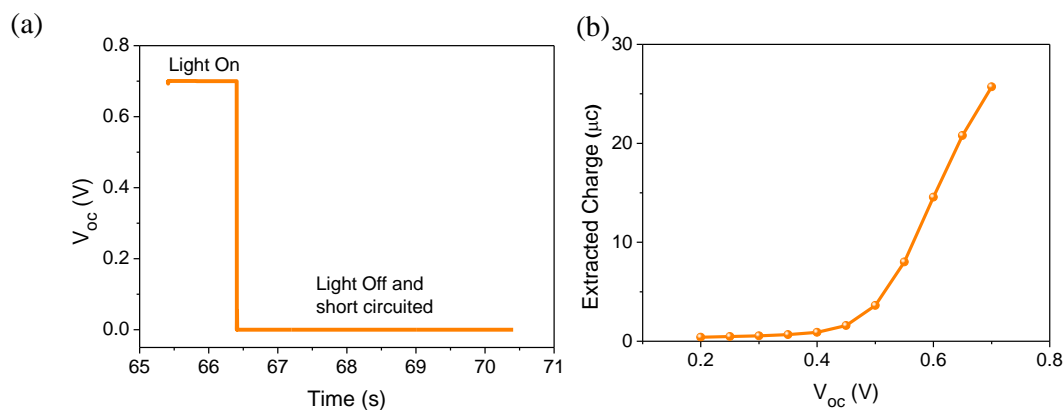 (a)
0.8
0.6
0.4
0.2
0.0
V_oc (V)
Light On
Light Off and
short circuited
65 66 67 68 69 70 71
Time (s)
(b)
30
20
10
0
Extracted Charge (μc)
0.2 0.4 0.6 0.8
V_oc (V)